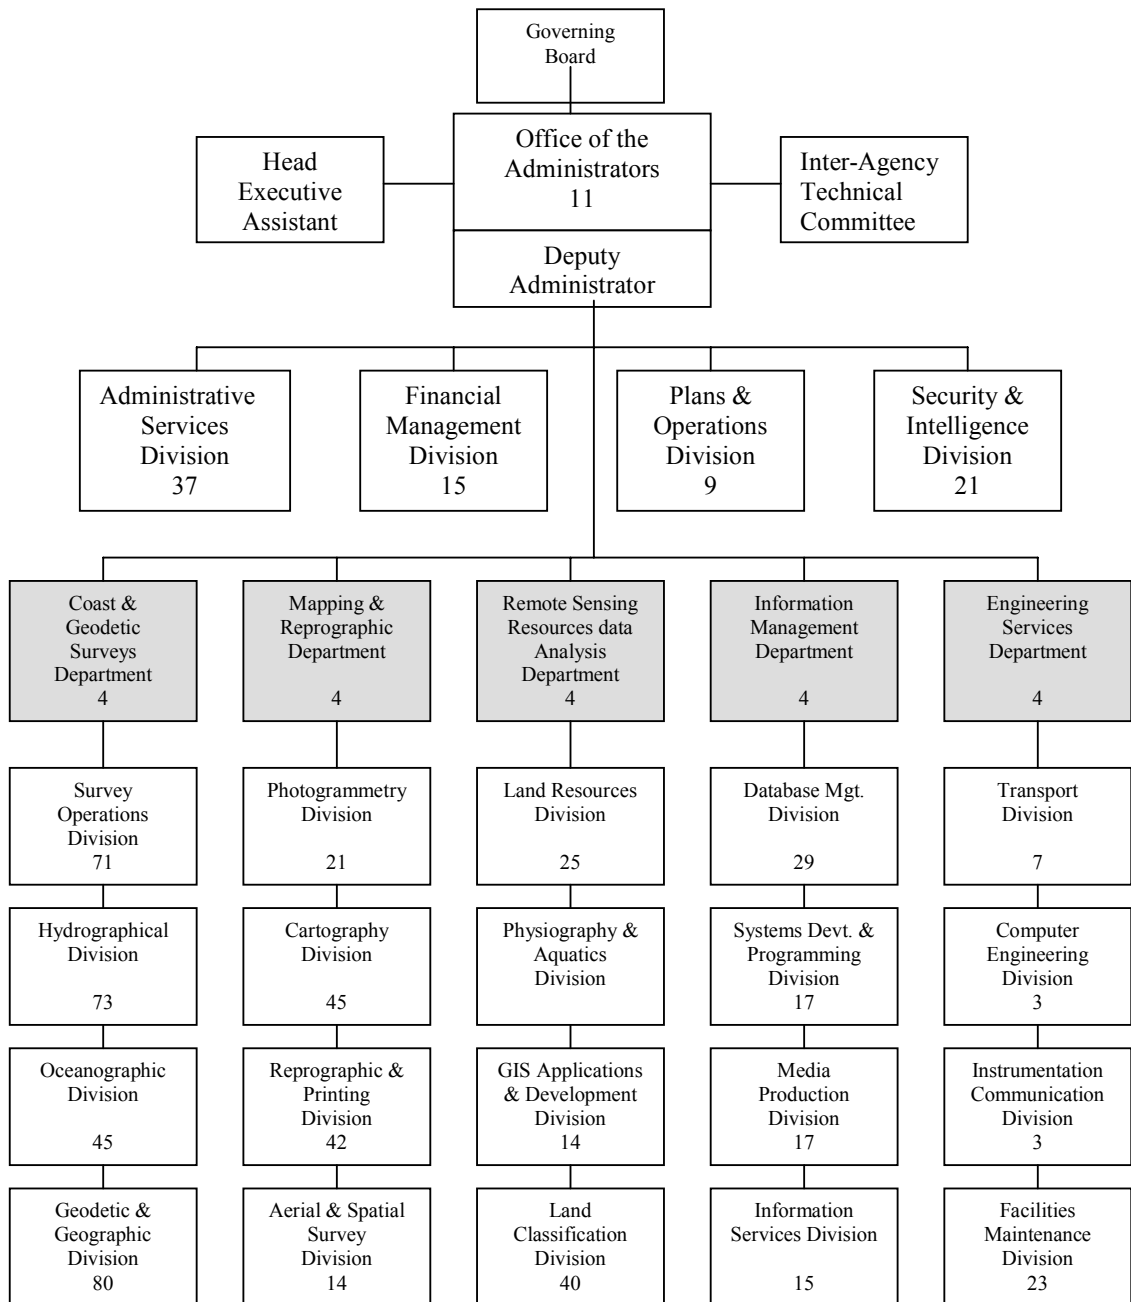 Governing
Board
Office of the
Administrators
11
Head
Executive
Assistant
Inter-Agency
Technical
Committee
Deputy
Administrator
Administrative
Services
Division
37
Financial
Management
Division
15
Plans &
Operations
Division
9
Security &
Intelligence
Division
21
Coast &
Geodetic
Surveys
Department
4
Mapping &
Reprographic
Department
4
Remote Sensing
Resources data
Analysis
Department
4
Information
Management
Department
4
Engineering
Services
Department
4
Survey
Operations
Division
71
Photogrammetry
Division
21
Land Resources
Division
25
Database Mgt.
Division
29
Transport
Division
7
Hydrographical
Division
73
Cartography
Division
45
Physiography &
Aquatics
Division
Systems Devt. &
Programming
Division
17
Computer
Engineering
Division
3
Oceanographic
Division
45
Reprographic &
Printing
Division
42
GIS Applications
& Development
Division
14
Media
Production
Division
17
Instrumentation
Communication
Division
3
Geodetic &
Geographic
Division
80
Aerial & Spatial
Survey
Division
14
Land
Classification
Division
40
Information
Services Division
15
Facilities
Maintenance
Division
23